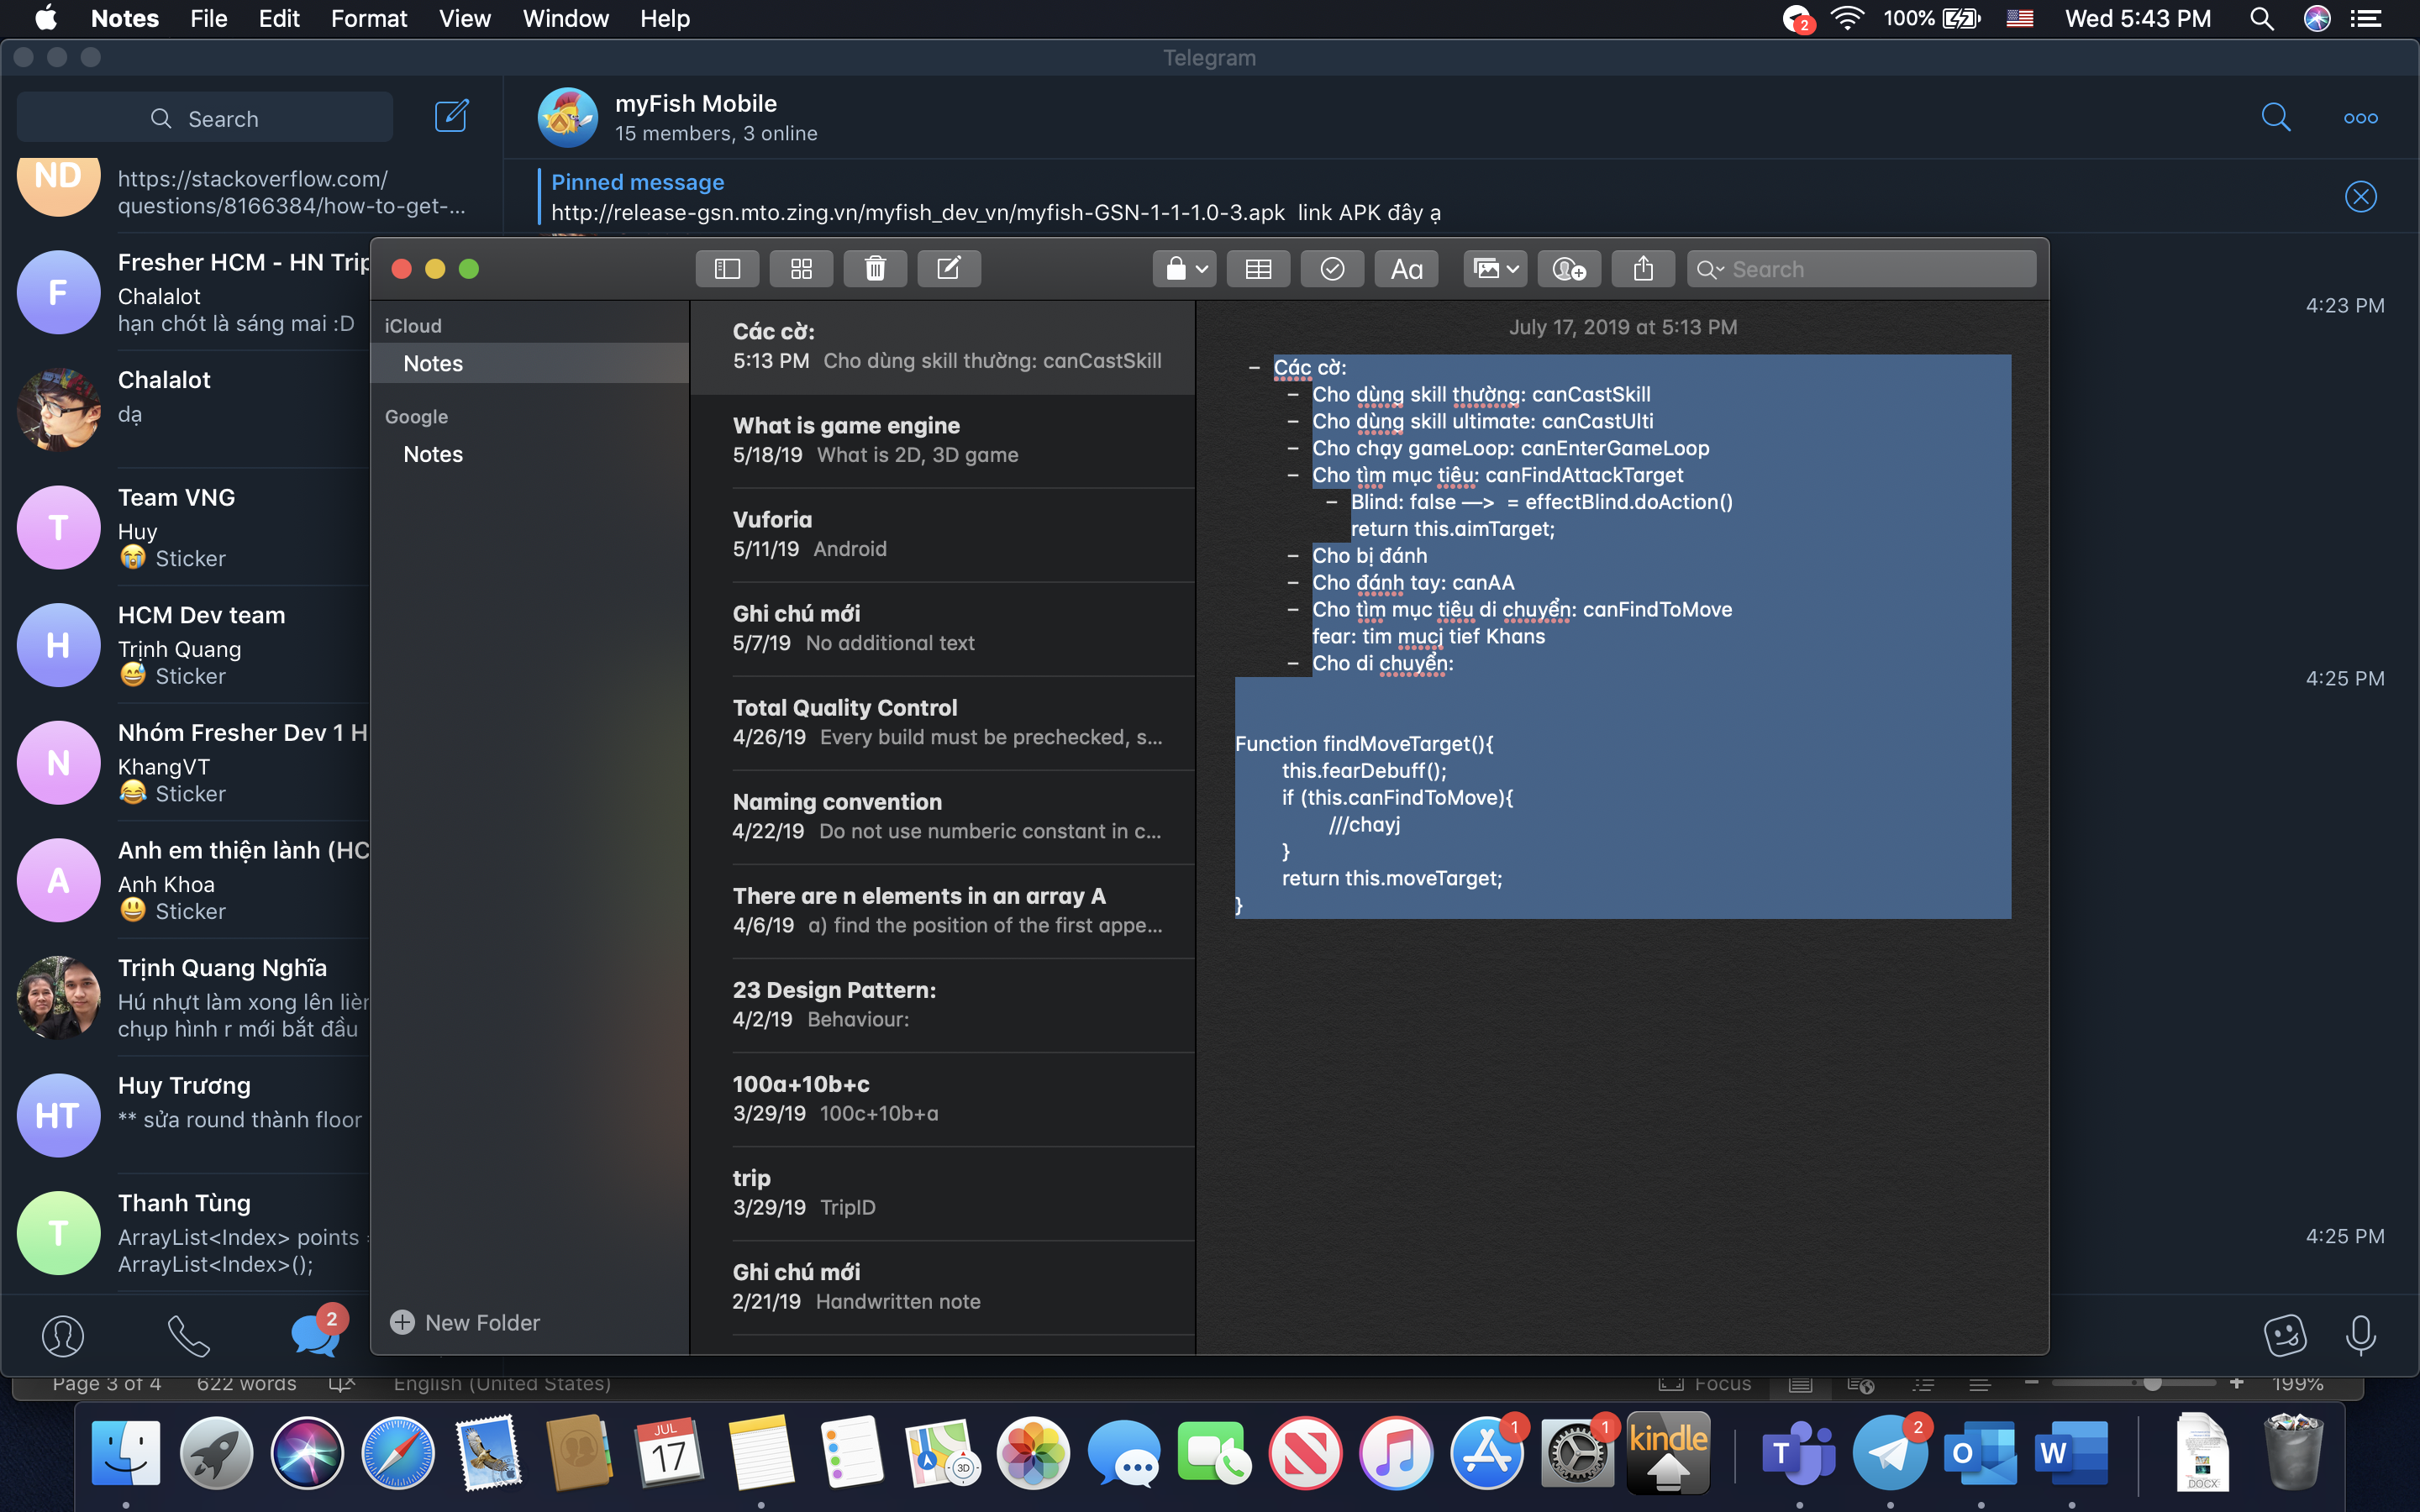 Notes File Edit Format View Window Help
2 100% Wed 5:43 PM
Telegram
Search
myFish Mobile
15 members, 3 online
Pinned message
http://release-gsn.mto.zing.vn/myfish_dev_vn/myfish-GSN-1-1-1.0-3.apk link APK đây ạ
ND
https://stackoverflow.com/
questions/8166384/how-to-get-...
F
Fresher HCM - HN Trip
Chalalot
hạn chót là sáng mai :D
Chalalot
dạ
T
Team VNG
Huy
😭 Sticker
H
HCM Dev team
Trịnh Quang
😅 Sticker
N
Nhóm Fresher Dev 1 H
KhangVT
😂 Sticker
A
Anh em thiện lành (HC
Anh Khoa
😃 Sticker
Trịnh Quang Nghĩa
Hú nhựt làm xong lên liền
chụp hình r mới bắt đầu
HT
Huy Trương
** sửa round thành floor
T
Thanh Tùng
ArrayList<Index> points =
ArrayList<Index>();
2
4:23 PM
4:25 PM
4:25 PM
Aa
Search
iCloud
Notes
Google
Notes
New Folder
Các cờ:
5:13 PM Cho dùng skill thường: canCastSkill
What is game engine
5/18/19 What is 2D, 3D game
Vuforia
5/11/19 Android
Ghi chú mới
5/7/19 No additional text
Total Quality Control
4/26/19 Every build must be prechecked, s...
Naming convention
4/22/19 Do not use numberic constant in c...
There are n elements in an array A
4/6/19 a) find the position of the first appe...
23 Design Pattern:
4/2/19 Behaviour:
100a+10b+c
3/29/19 100c+10b+a
trip
3/29/19 TripID
Ghi chú mới
2/21/19 Handwritten note
July 17, 2019 at 5:13 PM
– Các cờ:
– Cho dùng skill thường: canCastSkill
– Cho dùng skill ultimate: canCastUlti
– Cho chạy gameLoop: canEnterGameLoop
– Cho tìm mục tiêu: canFindAttackTarget
– Blind: false —> = effectBlind.doAction()
return this.aimTarget;
– Cho bị đánh
– Cho đánh tay: canAA
– Cho tìm mục tiêu di chuyển: canFindToMove
fear: tim mucj tief Khans
– Cho di chuyển:
Function findMoveTarget(){
this.fearDebuff();
if (this.canFindToMove){
///chayj
}
return this.moveTarget;
}
Page 3 of 4 622 words English (United States) Focus 199%
JUL
17
3D
1
1
kindle
T
2
O
W
DOCX